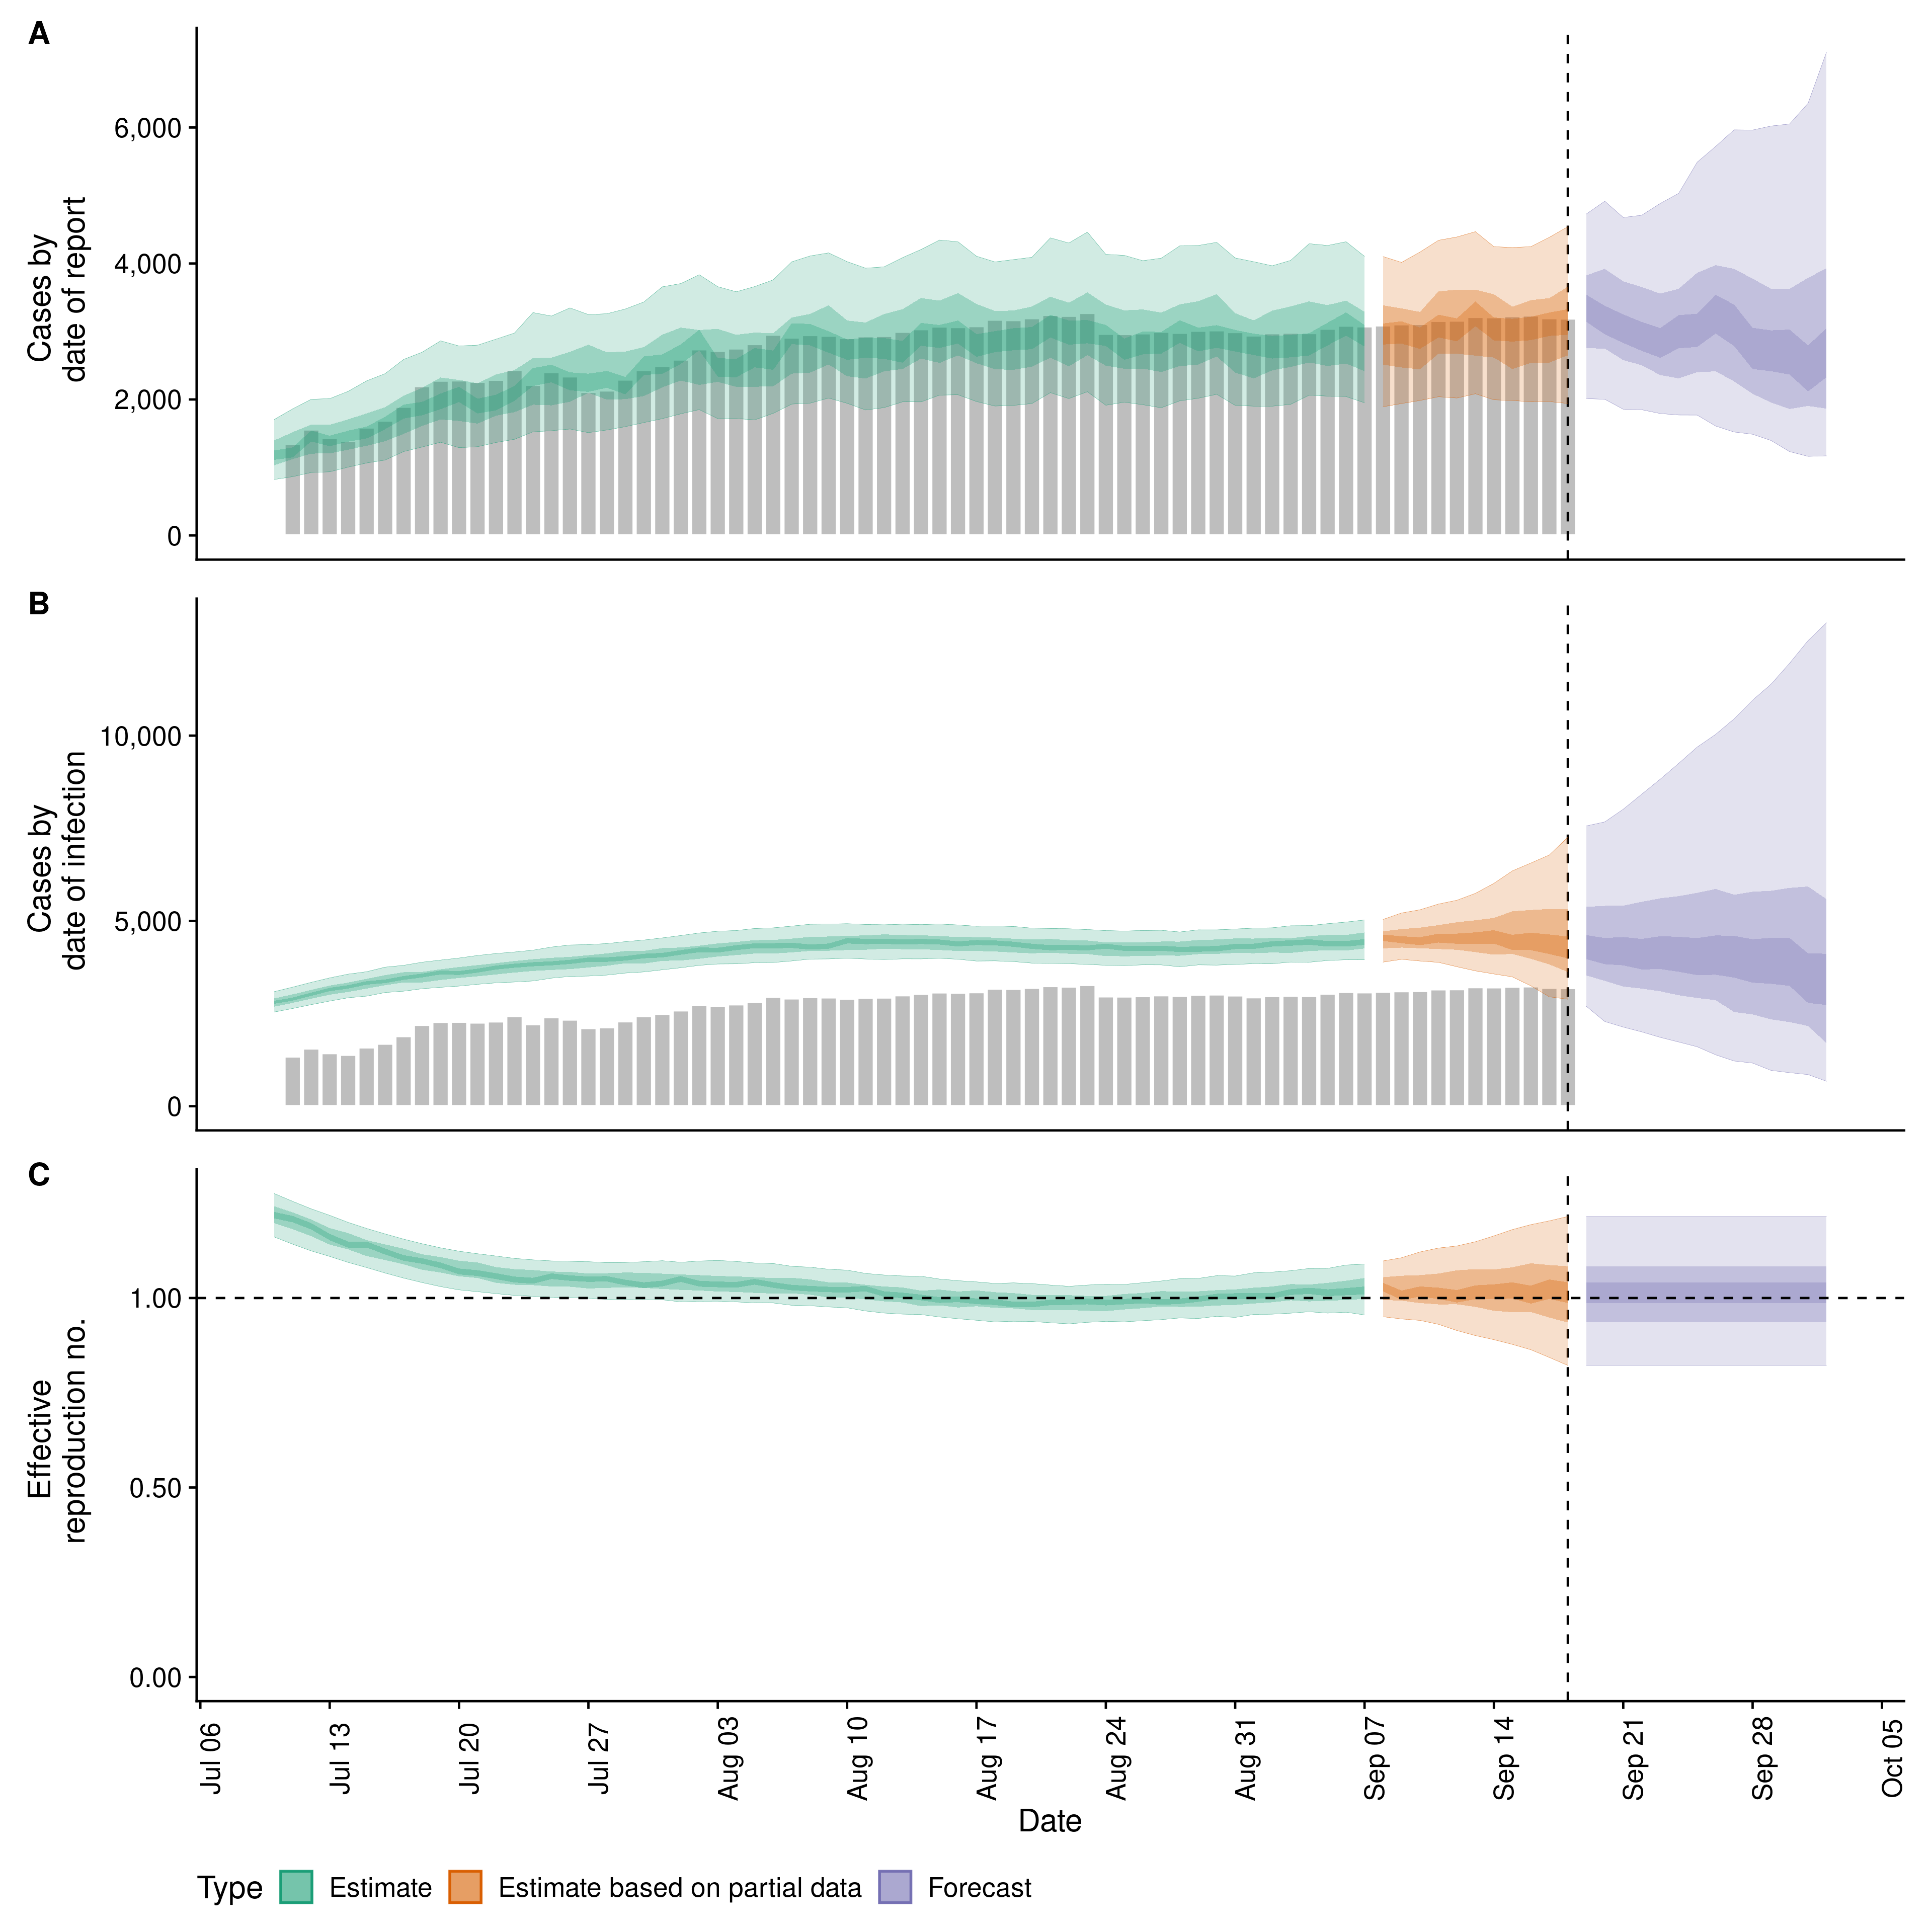 A
Cases by
date of report
6,000
4,000
2,000
0
B
Cases by
date of infection
10,000
5,000
0
C
Effective
reproduction no.
1.00
0.50
0.00
Jul 06
Jul 13
Jul 20
Jul 27
Aug 03
Aug 10
Aug 17
Aug 24
Aug 31
Sep 07
Sep 14
Sep 21
Sep 28
Oct 05
Date
Type Estimate Estimate based on partial data Forecast